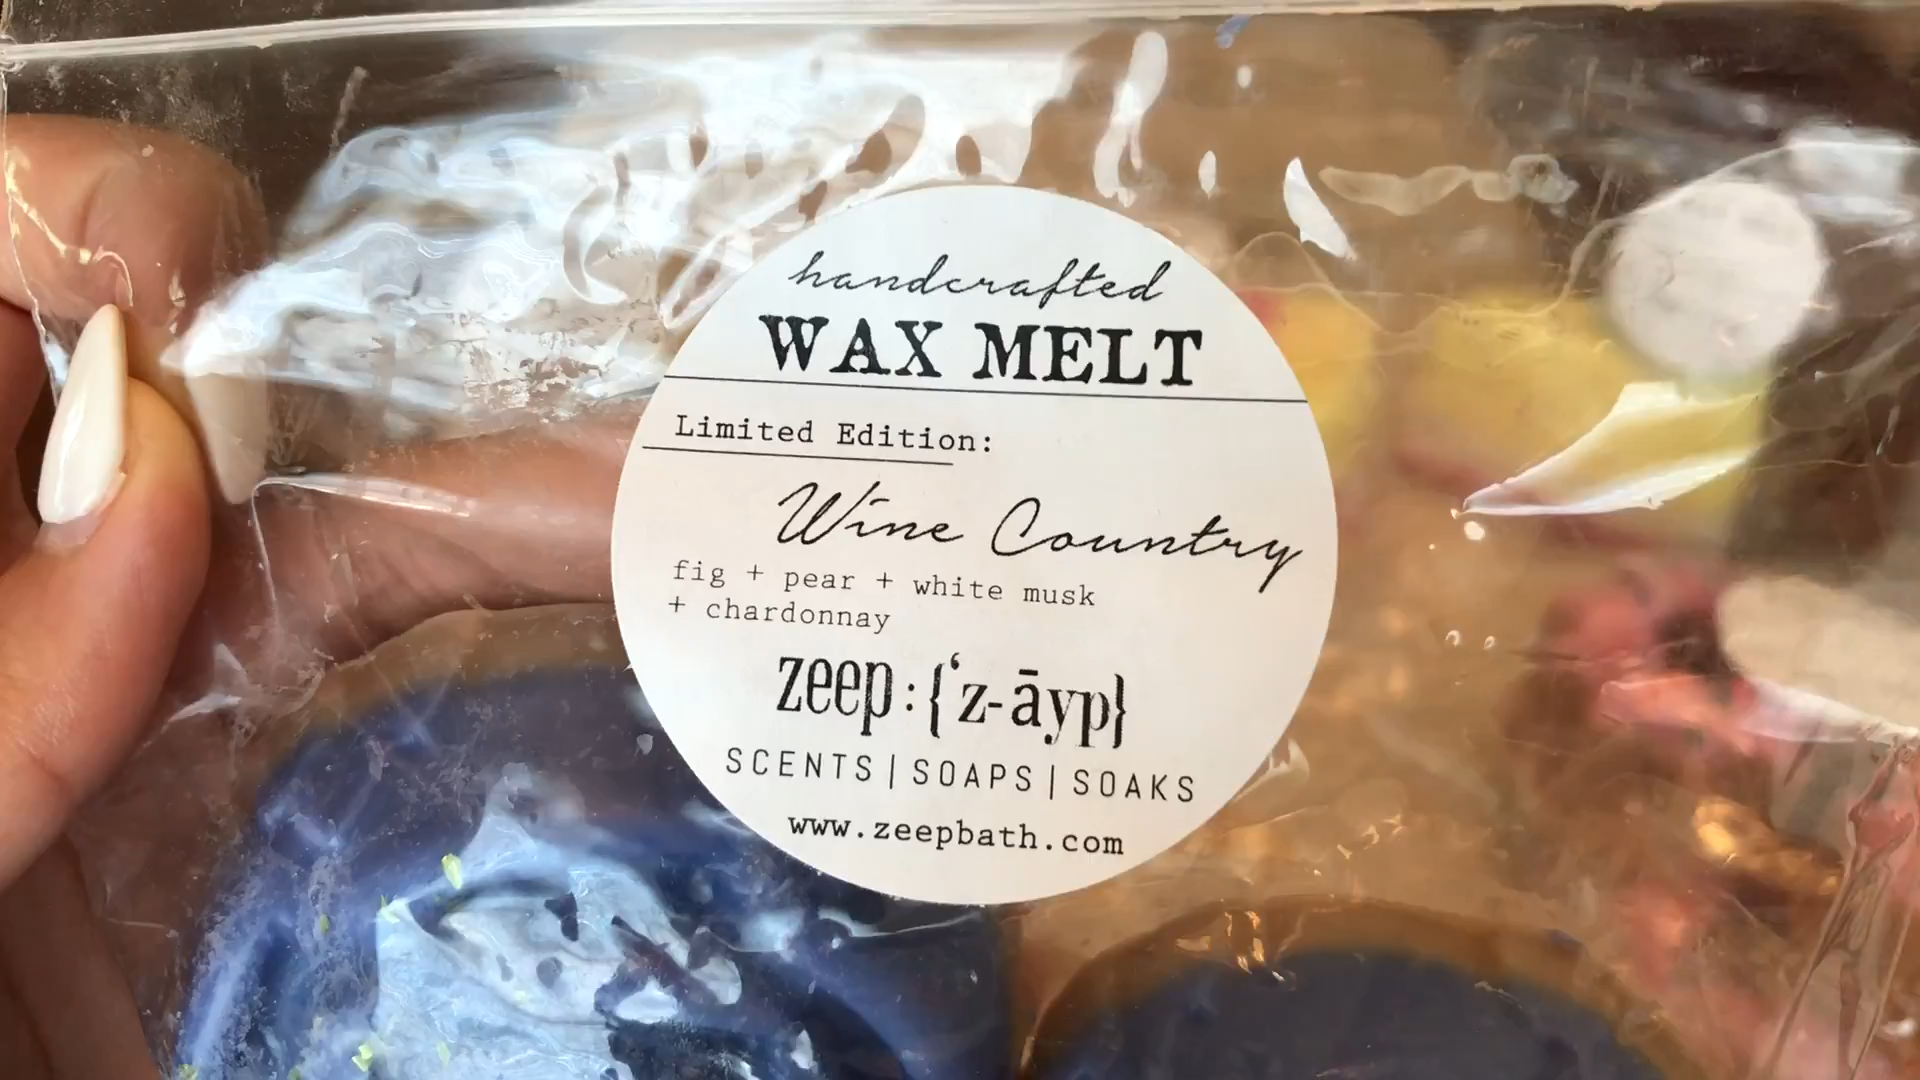 handcrafted
WAX MELT
Limited Edition:
Wine Country
fig + pear + white musk
+ chardonnay
zeep:{'z-āyp}
SCENTS|SOAPS|SOAKS
www.zeepbath.com